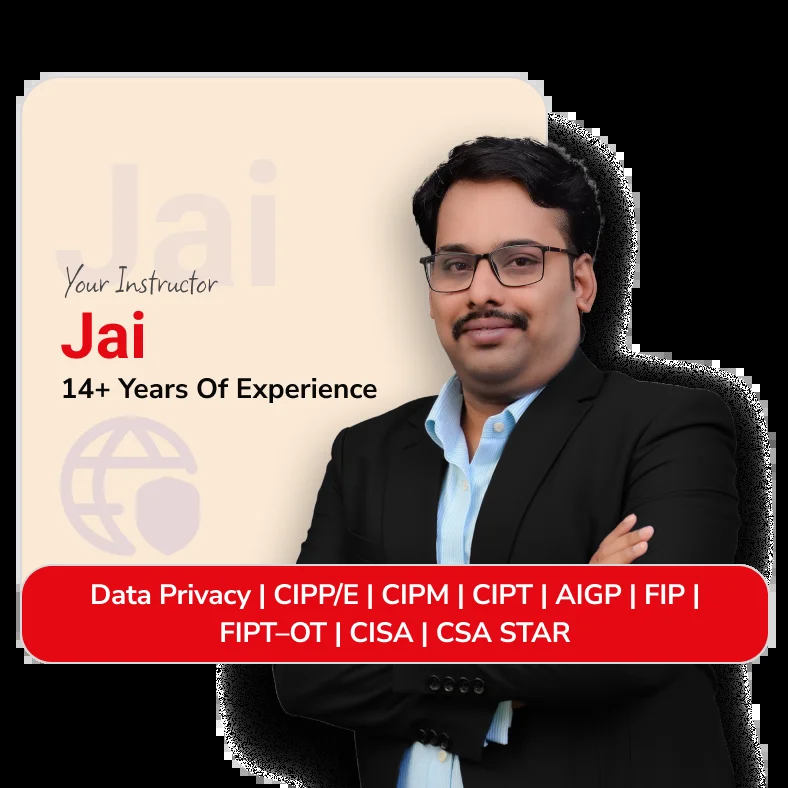 Jai
Your Instructor
Jai
14+ Years Of Experience
Data Privacy | CIPP/E | CIPM | CIPT | AIGP | FIP |
FIPT–OT | CISA | CSA STAR